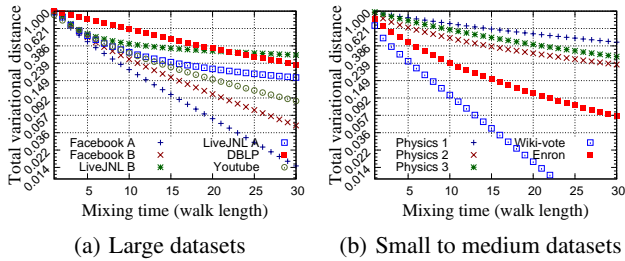 Total variational distance
1.000
0.621
0.386
0.239
0.149
0.092
0.057
0.036
0.022
0.014
Facebook A
Facebook B
LiveJNL B
LiveJNL A
DBLP
Youtube
5 10 15 20 25 30
Mixing time (walk length)
(a) Large datasets
Total variational distance
1.000
0.621
0.386
0.239
0.149
0.092
0.057
0.036
0.022
0.014
Physics 1
Physics 2
Physics 3
Wiki-vote
Enron
5 10 15 20 25 30
Mixing time (walk length)
(b) Small to medium datasets